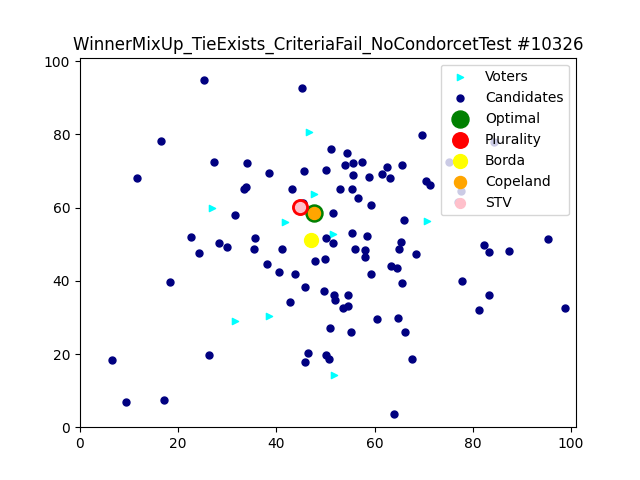 WinnerMixUp_TieExists_CriteriaFail_NoCondorcetTest #10326
100
80
60
40
20
0
0 20 40 60 80 100
Voters
Candidates
Optimal
Plurality
Borda
Copeland
STV